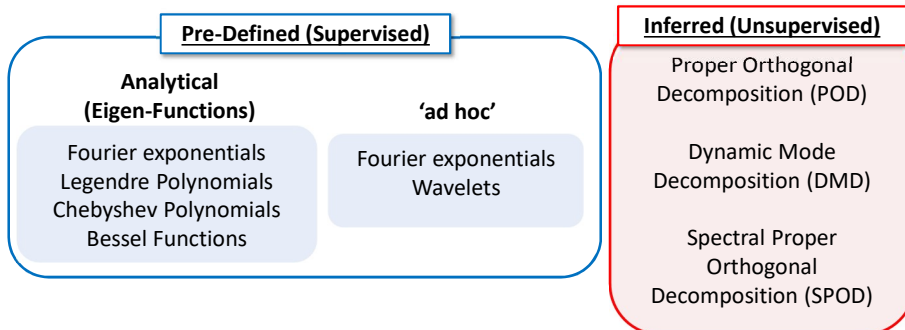 Pre-Defined (Supervised)
Analytical
(Eigen-Functions)
Fourier exponentials
Legendre Polynomials
Chebyshev Polynomials
Bessel Functions
‘ad hoc’
Fourier exponentials
Wavelets
Inferred (Unsupervised)
Proper Orthogonal
Decomposition (POD)
Dynamic Mode
Decomposition (DMD)
Spectral Proper
Orthogonal
Decomposition (SPOD)